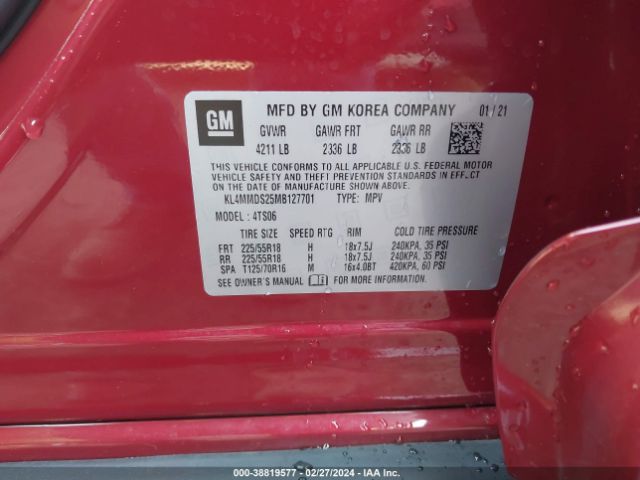 GM
MFD BY GM KOREA COMPANY 01/21
GVWR GAWR FRT GAWR RR
4211 LB 2336 LB 2336 LB
THIS VEHICLE CONFORMS TO ALL APPLICABLE U.S. FEDERAL MOTOR
VEHICLE SAFETY AND THEFT PREVENTION STANDARDS IN EFFECT
ON THE DATE OF MANUFACTURE SHOWN ABOVE.
KL4MMDS25MB127701 TYPE: MPV
MODEL: 4TS06
TIRE SIZE SPEED RTG RIM COLD TIRE PRESSURE
FRT 225/55R18 H 18x7.5J 240KPA, 35 PSI
RR 225/55R18 H 18x7.5J 240KPA, 35 PSI
SPA T125/70R16 M 16x4.0BT 420KPA, 60 PSI
SEE OWNER'S MANUAL FOR MORE INFORMATION.
000-38819577 - 02/27/2024 - IAA Inc.